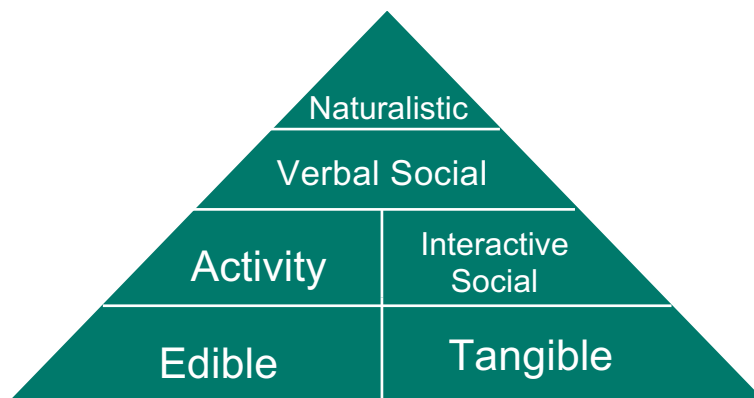 Naturalistic
Verbal Social
Activity
Interactive
Social
Edible
Tangible